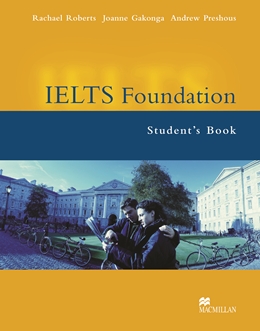 Rachael Roberts Joanne Gakonga Andrew Preshous
IELTS Foundation
Student's Book
MACMILLAN